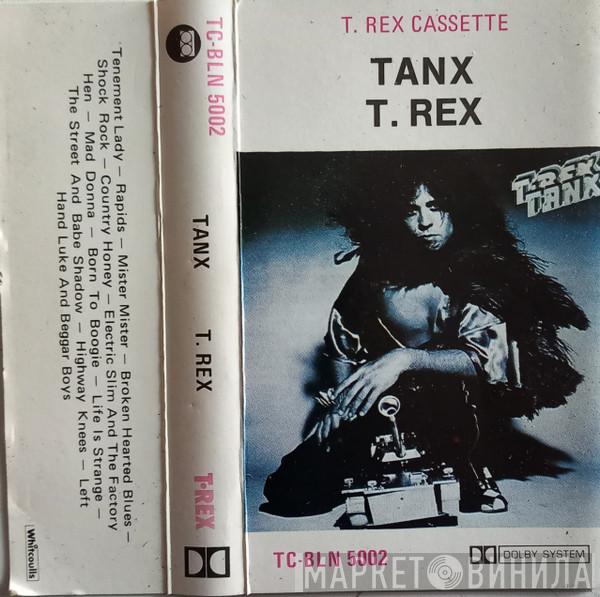 Tenement Lady — Rapids — Mister Mister — Broken Hearted Blues —
Shock Rock — Country Honey — Electric Slim And The Factory
Hen — Mad Donna — Born To Boogie — Life Is Strange —
The Street And Babe Shadow — Highway Knees — Left
Hand Luke And Beggar Boys
Whitcoulls
TC-BLN 5002
TANX
T. REX
T·REX
T. REX CASSETTE
TANX
T. REX
T·REX
TANX
TC-BLN 5002
DOLBY SYSTEM
МАРКЕТ ВИНИЛА